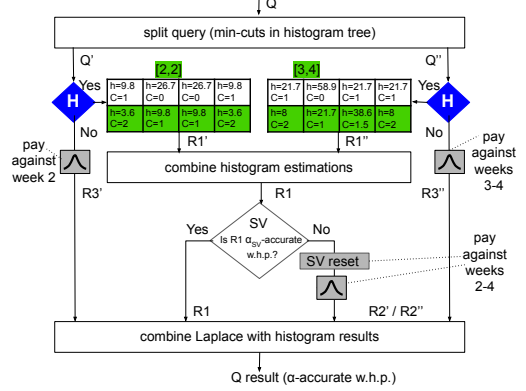 Q
split query (min-cuts in histogram tree)
Q' Q''
[2,2] [3,4]
Yes Yes
H H
h=9.8 h=26.7 h=26.7 h=9.8
C=1 C=0 C=0 C=1
h=3.6 h=9.8 h=9.8 h=3.6
C=2 C=1 C=1 C=2
h=21.7 h=58.9 h=21.7 h=21.7
C=1 C=0 C=1 C=1
h=8 h=21.7 h=38.6 h=8
C=2 C=1 C=1.5 C=2
No No
R1' R1''
pay
against
week 2
pay
against
weeks
3-4
combine histogram estimations
R3' R1 R3''
SV
Yes No
Is R1 αSV-accurate
w.h.p.?
SV reset
pay
against
weeks
2-4
R1 R2' / R2''
combine Laplace with histogram results
Q result (α-accurate w.h.p.)